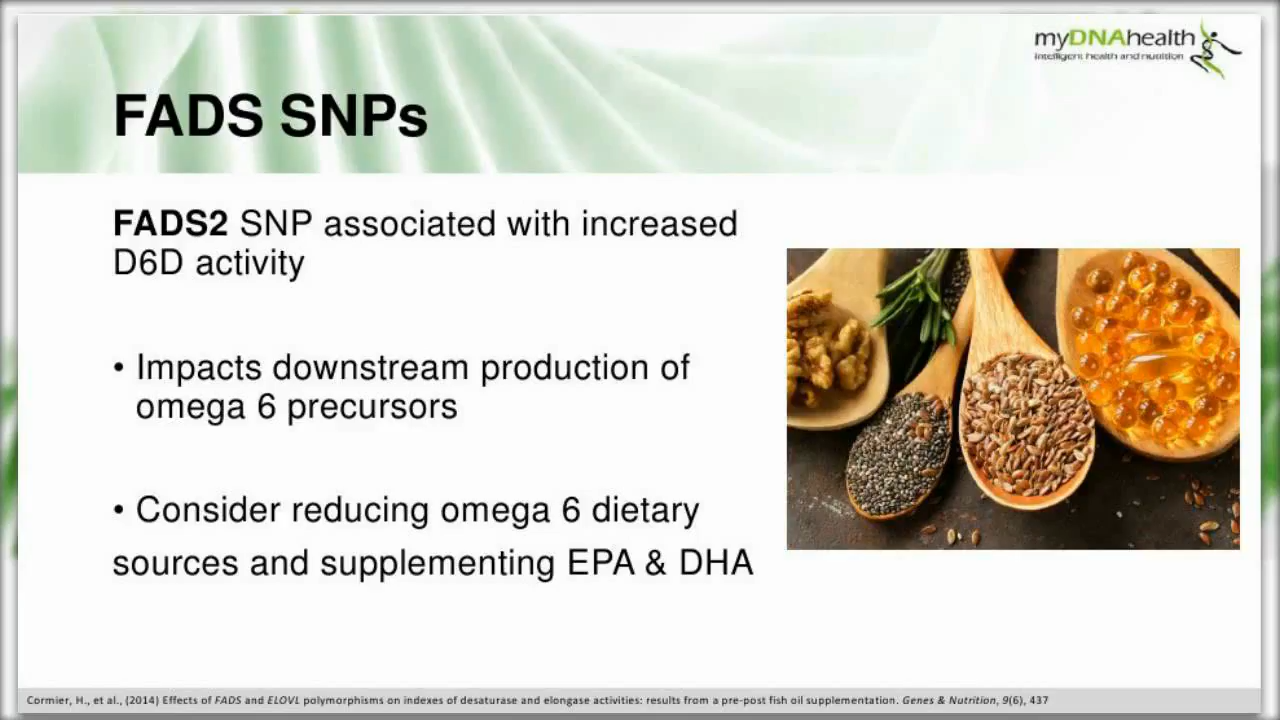 myDNAhealth
intelligent health and nutrition
FADS SNPs
FADS2 SNP associated with increased
D6D activity
• Impacts downstream production of
omega 6 precursors
• Consider reducing omega 6 dietary
sources and supplementing EPA & DHA
Cormier, H., et al., (2014) Effects of FADS and ELOVL polymorphisms on indexes of desaturase and elongase activities: results from a pre-post fish oil supplementation. Genes & Nutrition, 9(6), 437